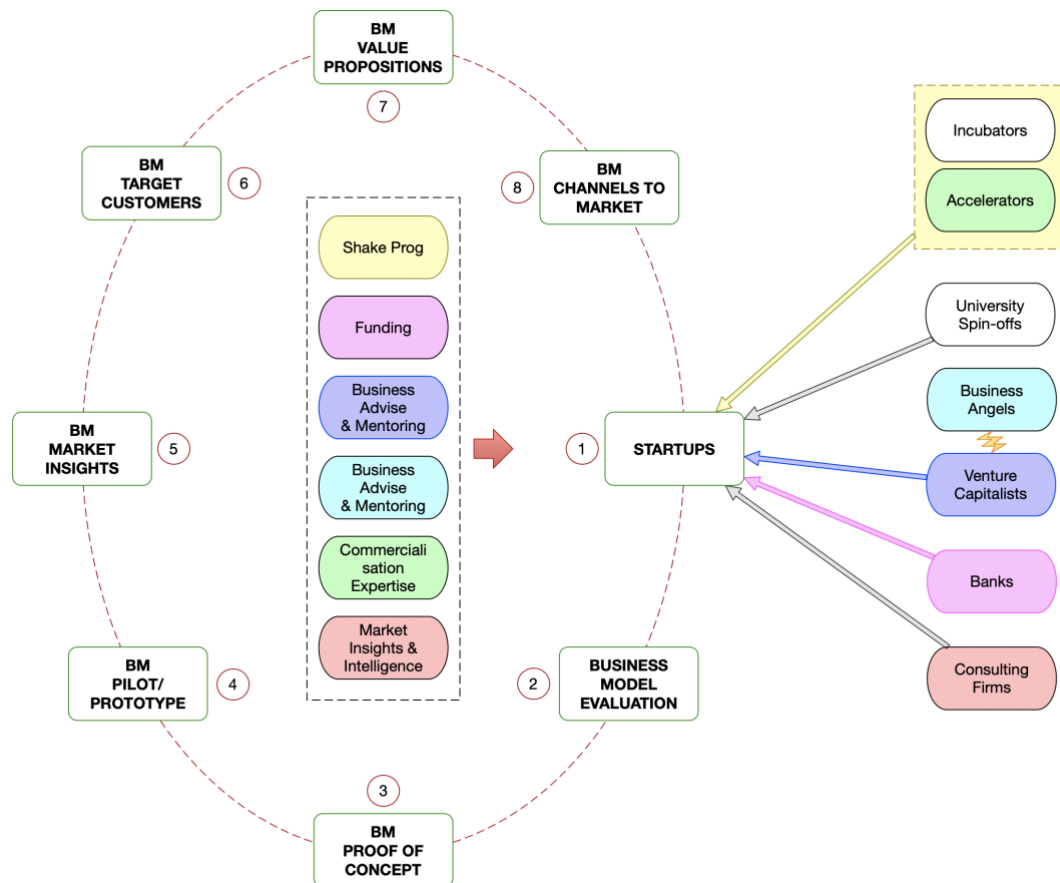 BM
VALUE
PROPOSITIONS
7
BM
TARGET
CUSTOMERS
6
8
BM
CHANNELS TO
MARKET
Incubators
Accelerators
Shake Prog
Funding
Business
Advise
& Mentoring
Business
Advise
& Mentoring
Commerciali
sation
Expertise
Market
Insights &
Intelligence
University
Spin-offs
Business
Angels
Venture
Capitalists
Banks
Consulting
Firms
BM
MARKET
INSIGHTS
5
1
STARTUPS
BM
PILOT/
PROTOTYPE
4
2
BUSINESS
MODEL
EVALUATION
3
BM
PROOF OF
CONCEPT